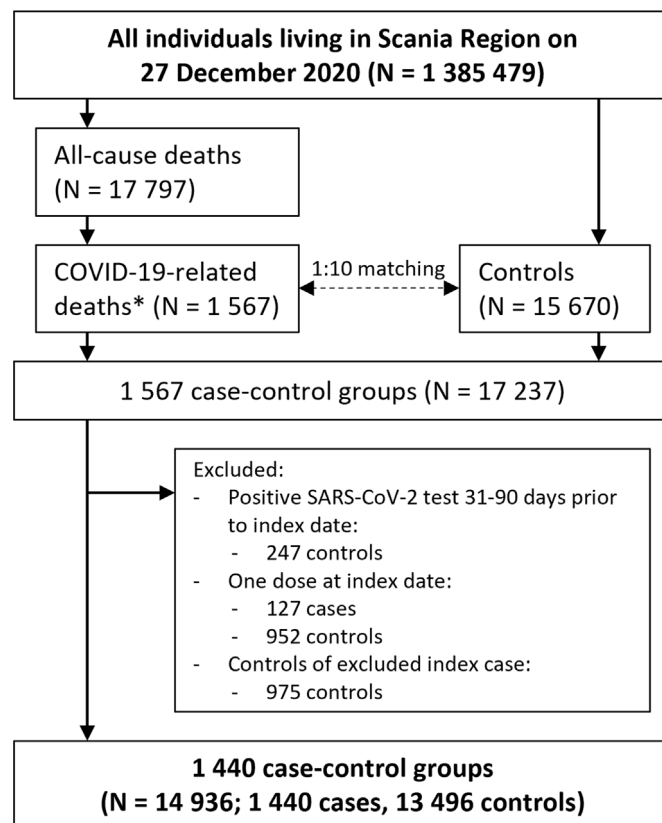 All individuals living in Scania Region on
27 December 2020 (N = 1 385 479)
All-cause deaths
(N = 17 797)
COVID-19-related
deaths* (N = 1 567)
1:10 matching
Controls
(N = 15 670)
1 567 case-control groups (N = 17 237)
Excluded:
- Positive SARS-CoV-2 test 31-90 days prior
to index date:
- 247 controls
- One dose at index date:
- 127 cases
- 952 controls
- Controls of excluded index case:
- 975 controls
1 440 case-control groups
(N = 14 936; 1 440 cases, 13 496 controls)